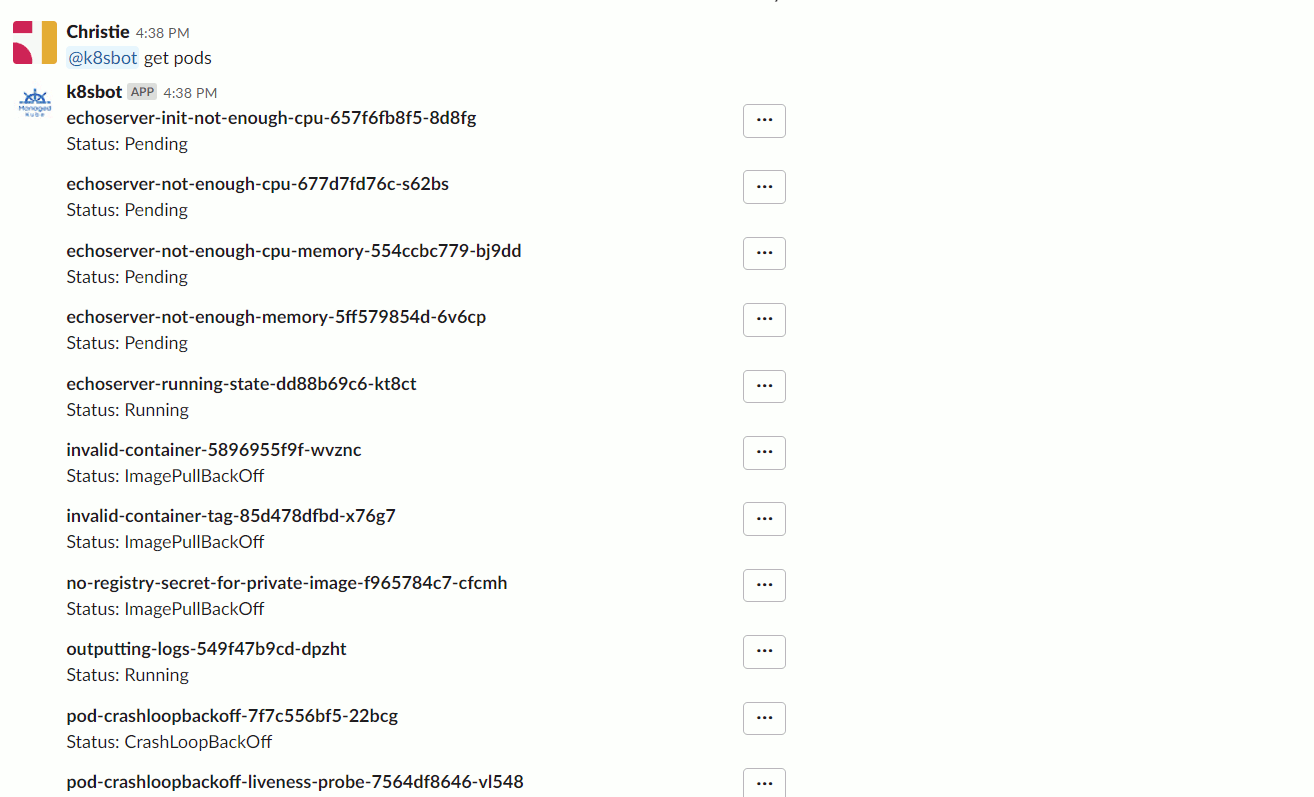 Christie 4:38 PM
@k8sbot get pods
Managed
Kube
k8sbot APP 4:38 PM
echoserver-init-not-enough-cpu-657f6fb8f5-8d8fg
Status: Pending
echoserver-not-enough-cpu-677d7fd76c-s62bs
Status: Pending
echoserver-not-enough-cpu-memory-554ccbc779-bj9dd
Status: Pending
echoserver-not-enough-memory-5ff579854d-6v6cp
Status: Pending
echoserver-running-state-dd88b69c6-kt8ct
Status: Running
invalid-container-5896955f9f-wvznc
Status: ImagePullBackOff
invalid-container-tag-85d478dfbd-x76g7
Status: ImagePullBackOff
no-registry-secret-for-private-image-f965784c7-cfcmh
Status: ImagePullBackOff
outputting-logs-549f47b9cd-dpzht
Status: Running
pod-crashloopbackoff-7f7c556bf5-22bcg
Status: CrashLoopBackOff
pod-crashloopbackoff-liveness-probe-7564df8646-vl548